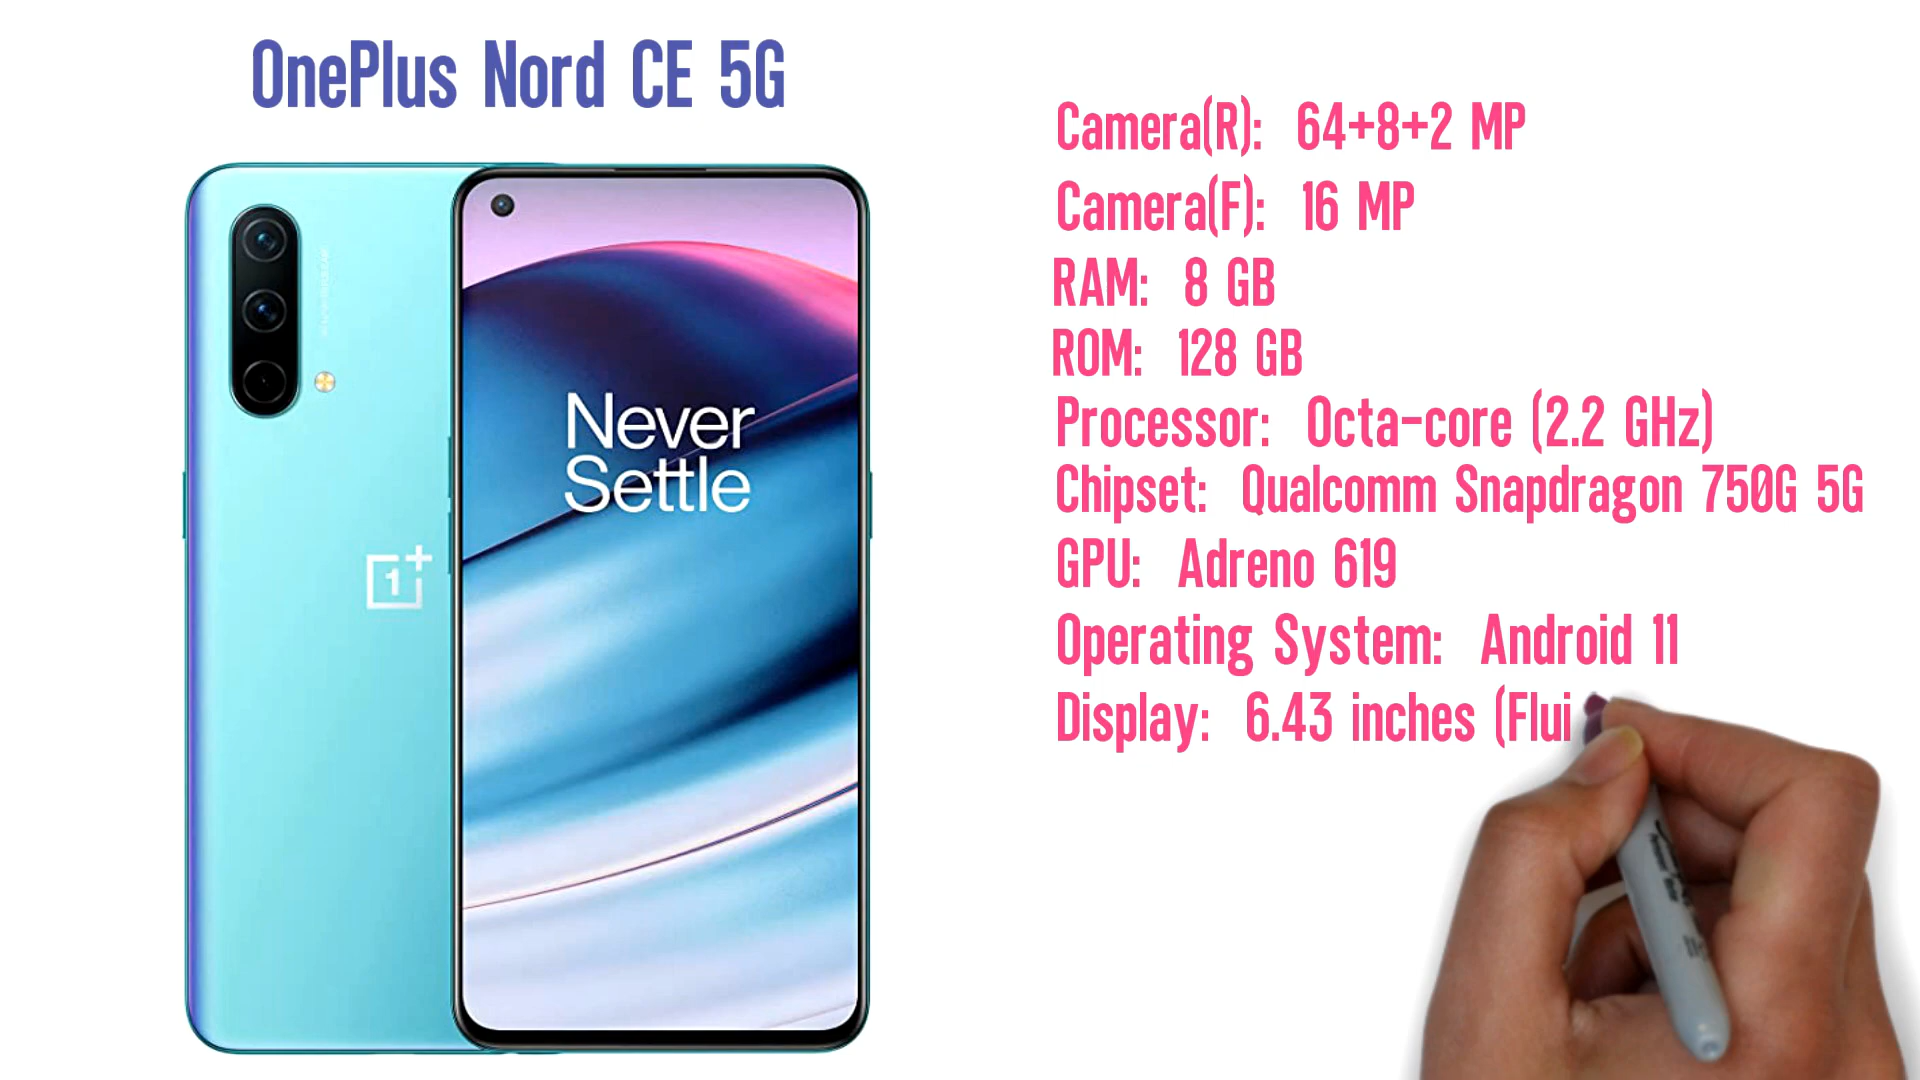 OnePlus Nord CE 5G
Never
Settle
1+
Camera(R): 64+8+2 MP
Camera(F): 16 MP
RAM: 8 GB
ROM: 128 GB
Processor: Octa-core (2.2 GHz)
Chipset: Qualcomm Snapdragon 750G 5G
GPU: Adreno 619
Operating System: Android 11
Display: 6.43 inches (Flui